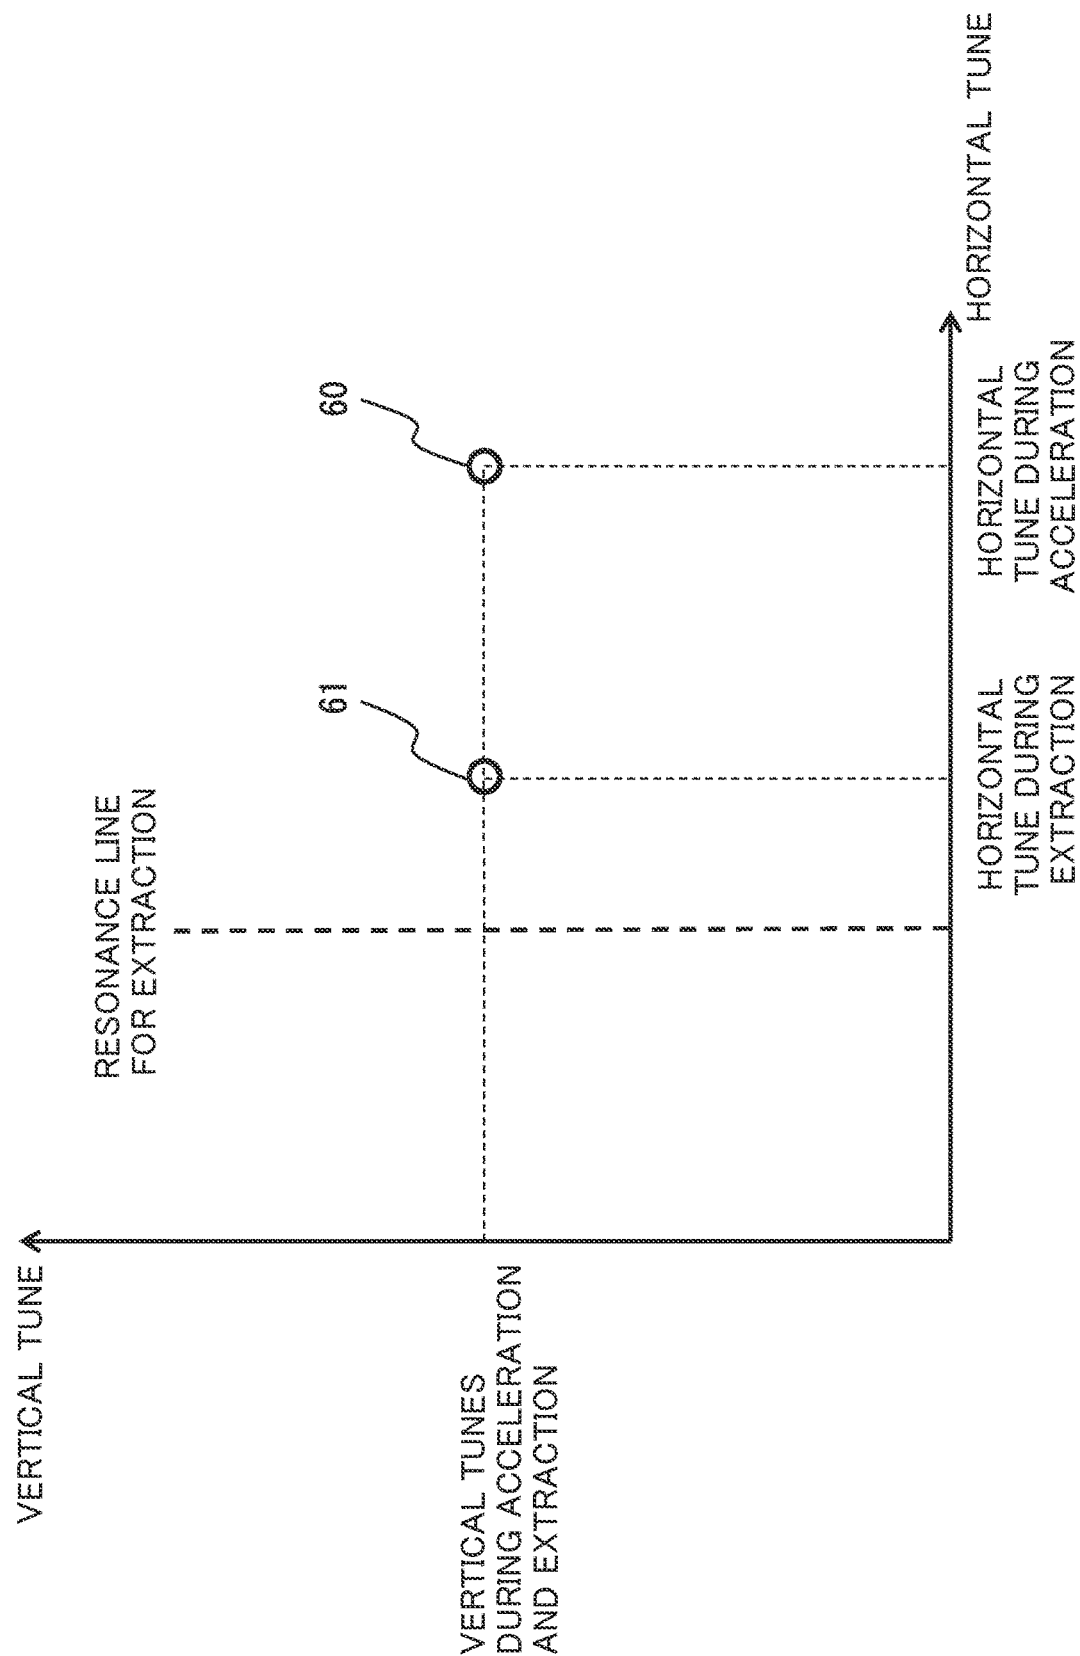 VERTICAL TUNE
RESONANCE LINE
FOR EXTRACTION
61
60
VERTICAL TUNES
DURING ACCELERATION
AND EXTRACTION
HORIZONTAL TUNE
HORIZONTAL
TUNE DURING
EXTRACTION
HORIZONTAL
TUNE DURING
ACCELERATION